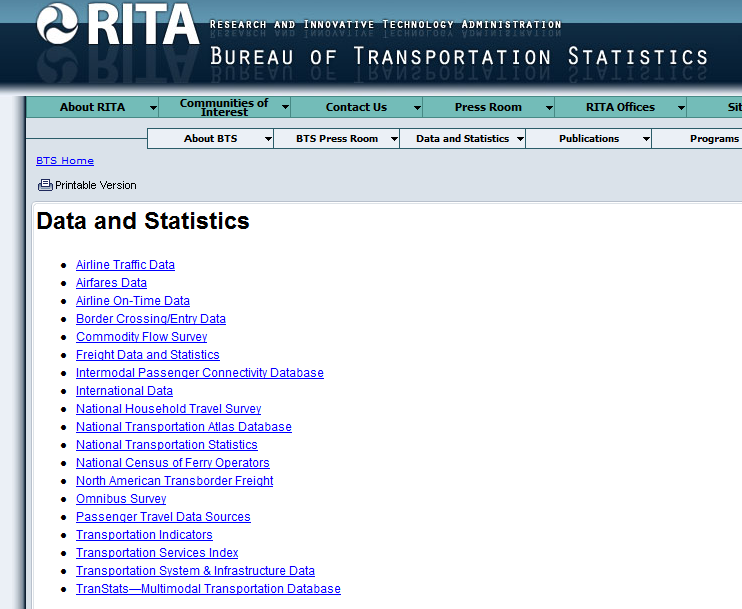 RITA Research and Innovative Technology Administration
Bureau of Transportation Statistics
About RITA
Communities of Interest
Contact Us
Press Room
RITA Offices
Sit
About BTS
BTS Press Room
Data and Statistics
Publications
Programs
BTS Home
Printable Version
Data and Statistics
Airline Traffic Data
Airfares Data
Airline On-Time Data
Border Crossing/Entry Data
Commodity Flow Survey
Freight Data and Statistics
Intermodal Passenger Connectivity Database
International Data
National Household Travel Survey
National Transportation Atlas Database
National Transportation Statistics
National Census of Ferry Operators
North American Transborder Freight
Omnibus Survey
Passenger Travel Data Sources
Transportation Indicators
Transportation Services Index
Transportation System & Infrastructure Data
TranStats—Multimodal Transportation Database